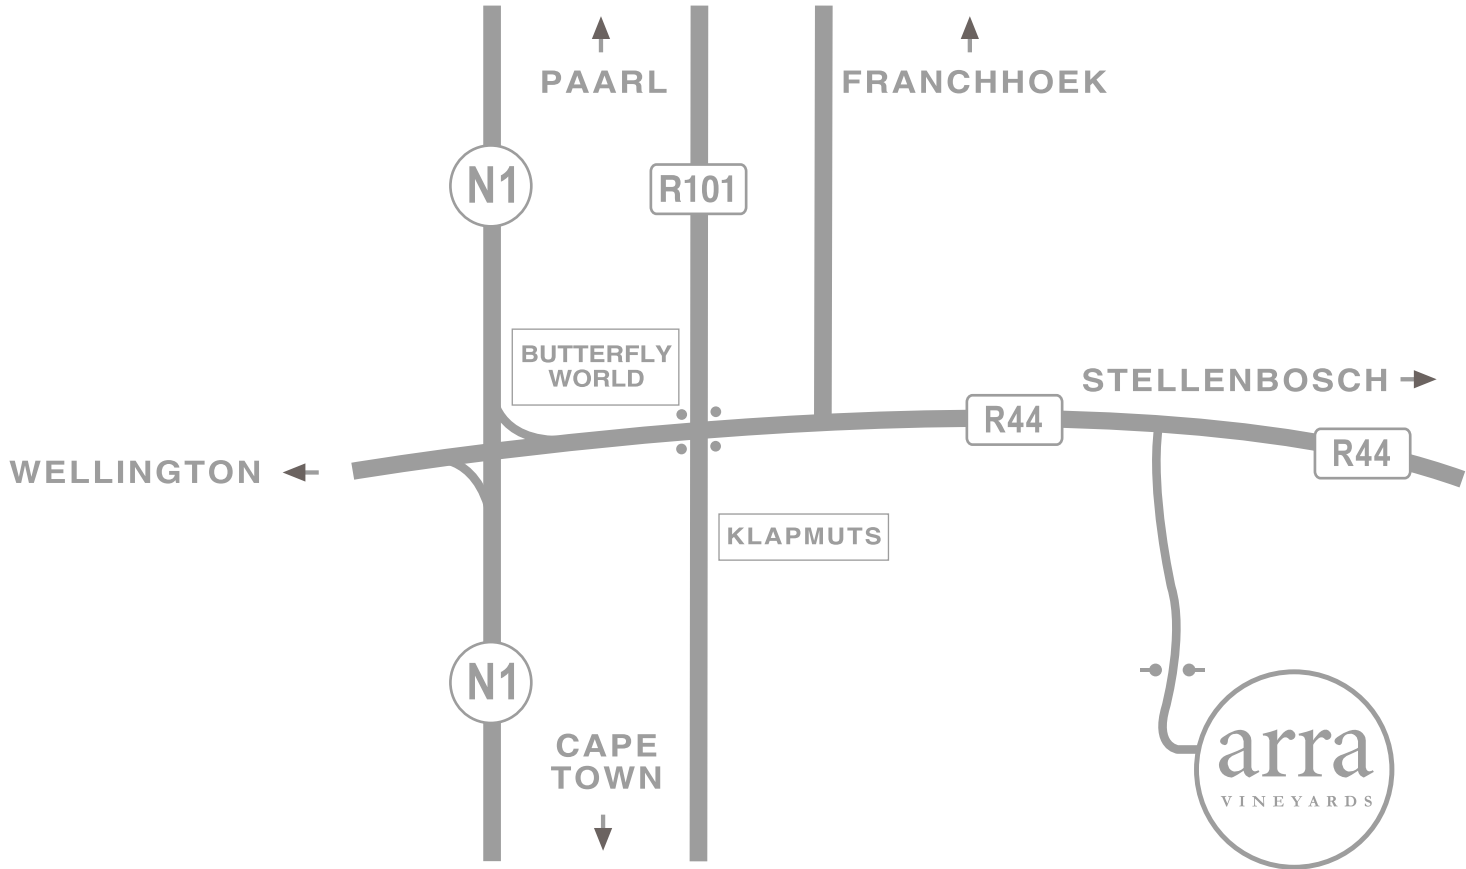 PAARL
FRANCHHOEK
N1
R101
BUTTERFLY
WORLD
STELLENBOSCH
R44
R44
WELLINGTON
KLAPMUTS
N1
CAPE
TOWN
arra
VINEYARDS